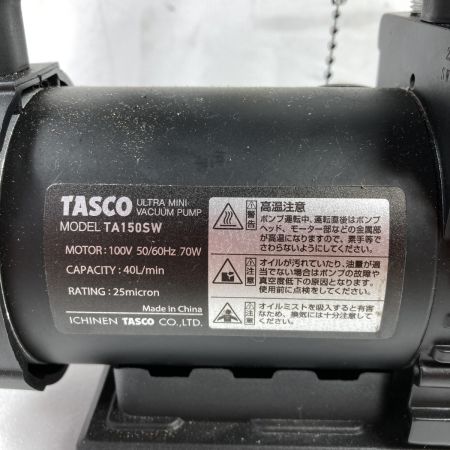 TASCO ULTRA MINI VACUUM PUMP
MODEL TA150SW
MOTOR: 100V 50/60Hz 70W
CAPACITY: 40L/min
RATING: 25micron
Made in China
ICHINEN TASCO CO.,LTD.
警告
高温注意
ポンプ運転中、運転直後はポンプ
ヘッド、モーター部などの金属部
が高温になりますので、素手等で
さわらないようにしてください。
オイルが汚れていたり、油量が適
当でない場合はポンプの故障や
真空度低下の原因となります。
使用前に点検をしてください。
オイルミストを吸入すると有害
なため、換気には十分注意して
ください。